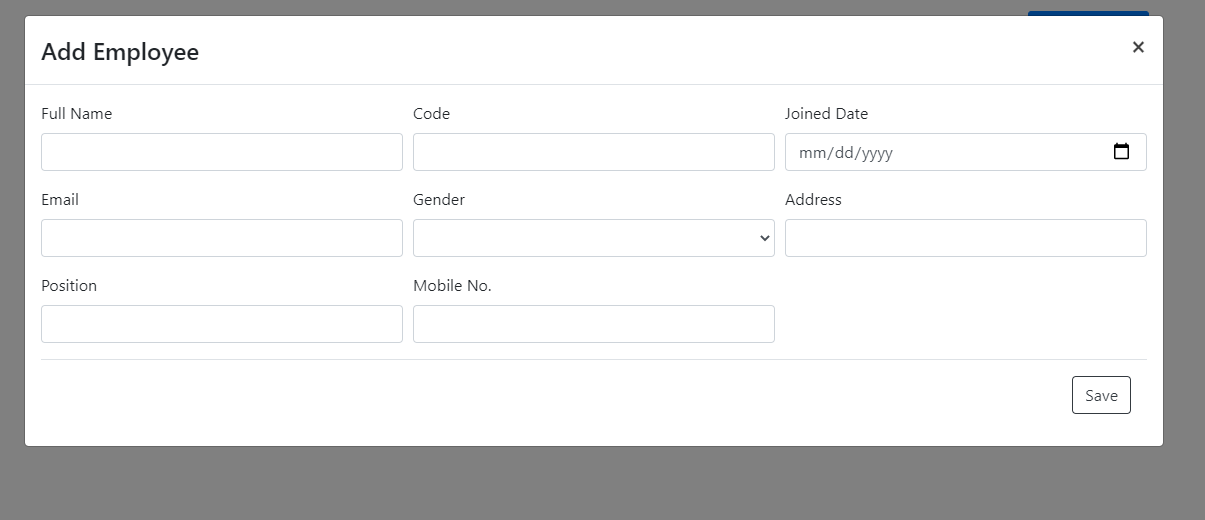 Add Employee
×
Full Name Code Joined Date
mm/dd/yyyy
Email Gender Address
Position Mobile No.
Save